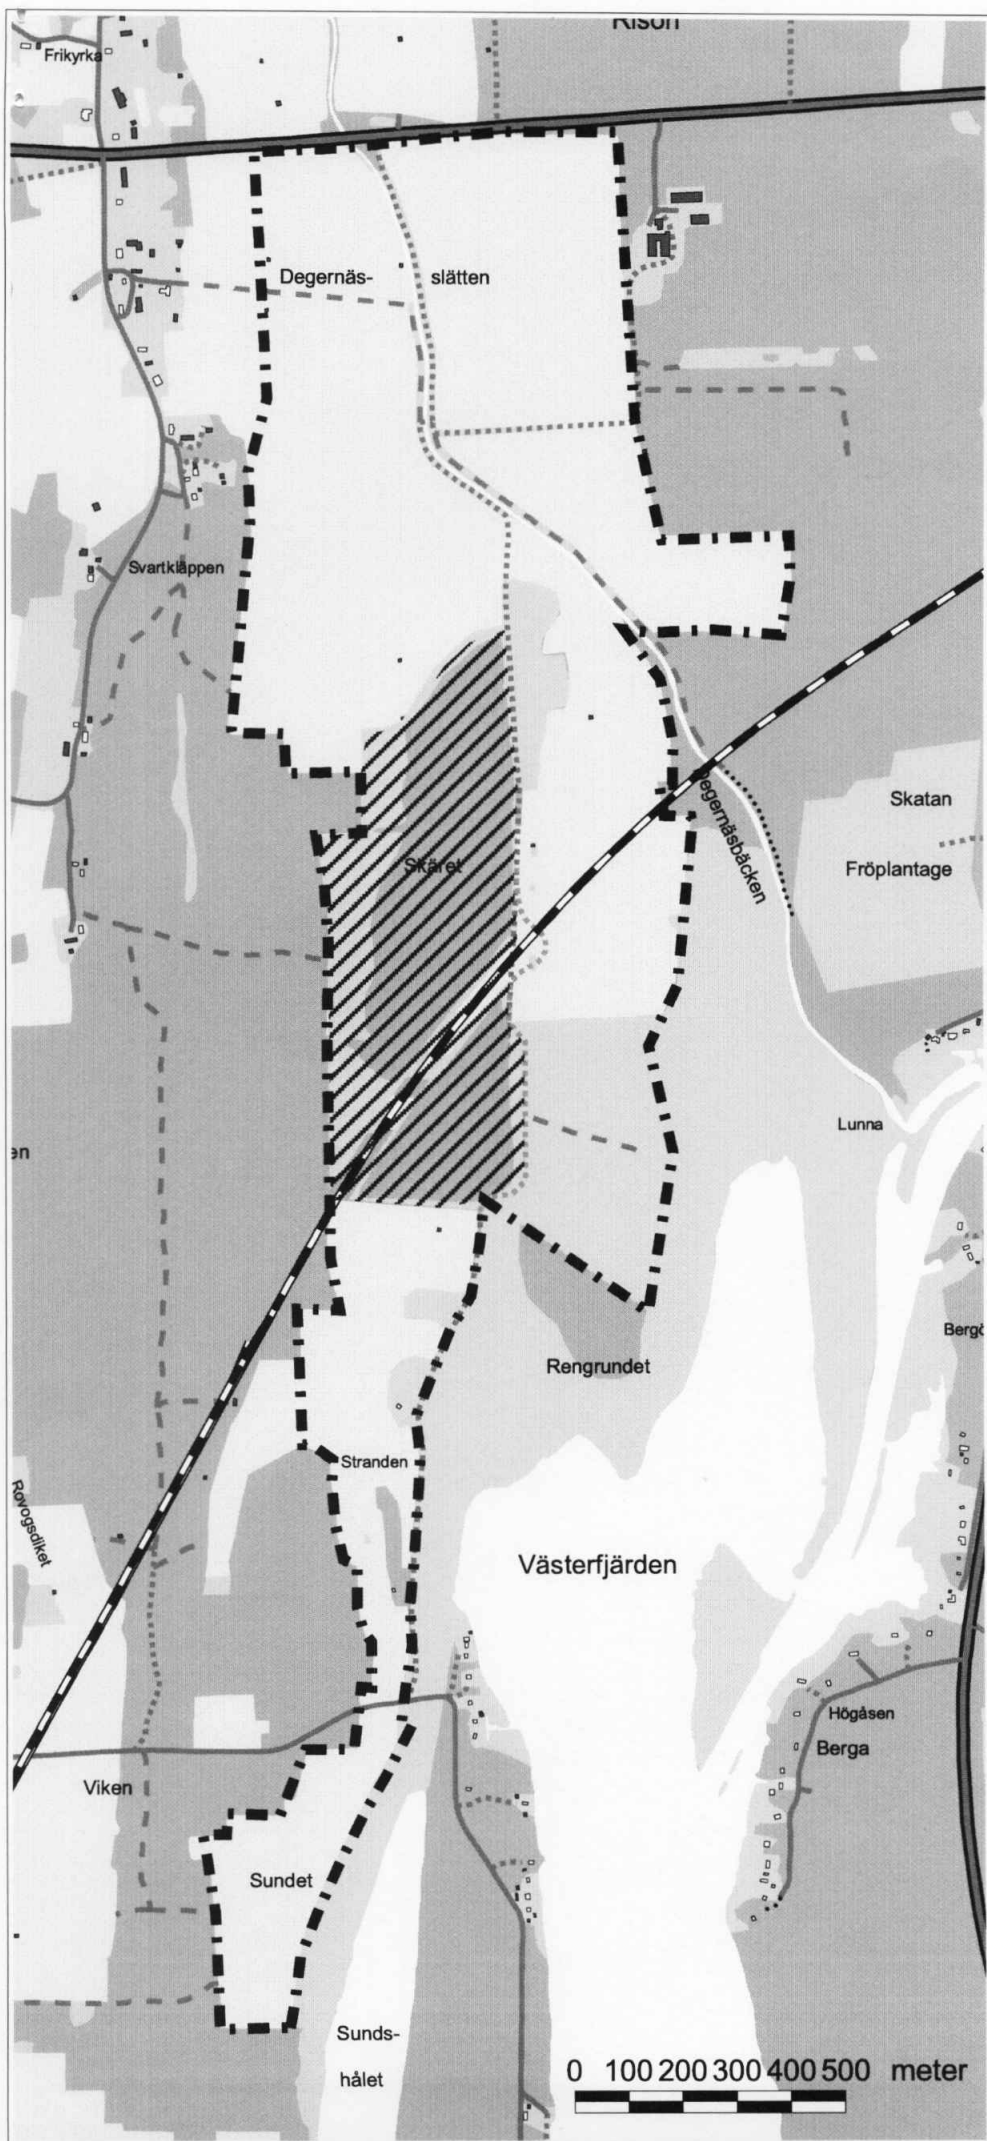 Frikyrka
Degernäs-
slätten
Svartkläppen
Skatan
Fröplantage
Skäret
Degernäsbäcken
Lunna
Bergö
Rengrundet
Stranden
Rovogsdiket
Västerfjärden
Högåsen
Berga
Viken
Sundet
Sunds-
hålet
0 100 200 300 400 500 meter